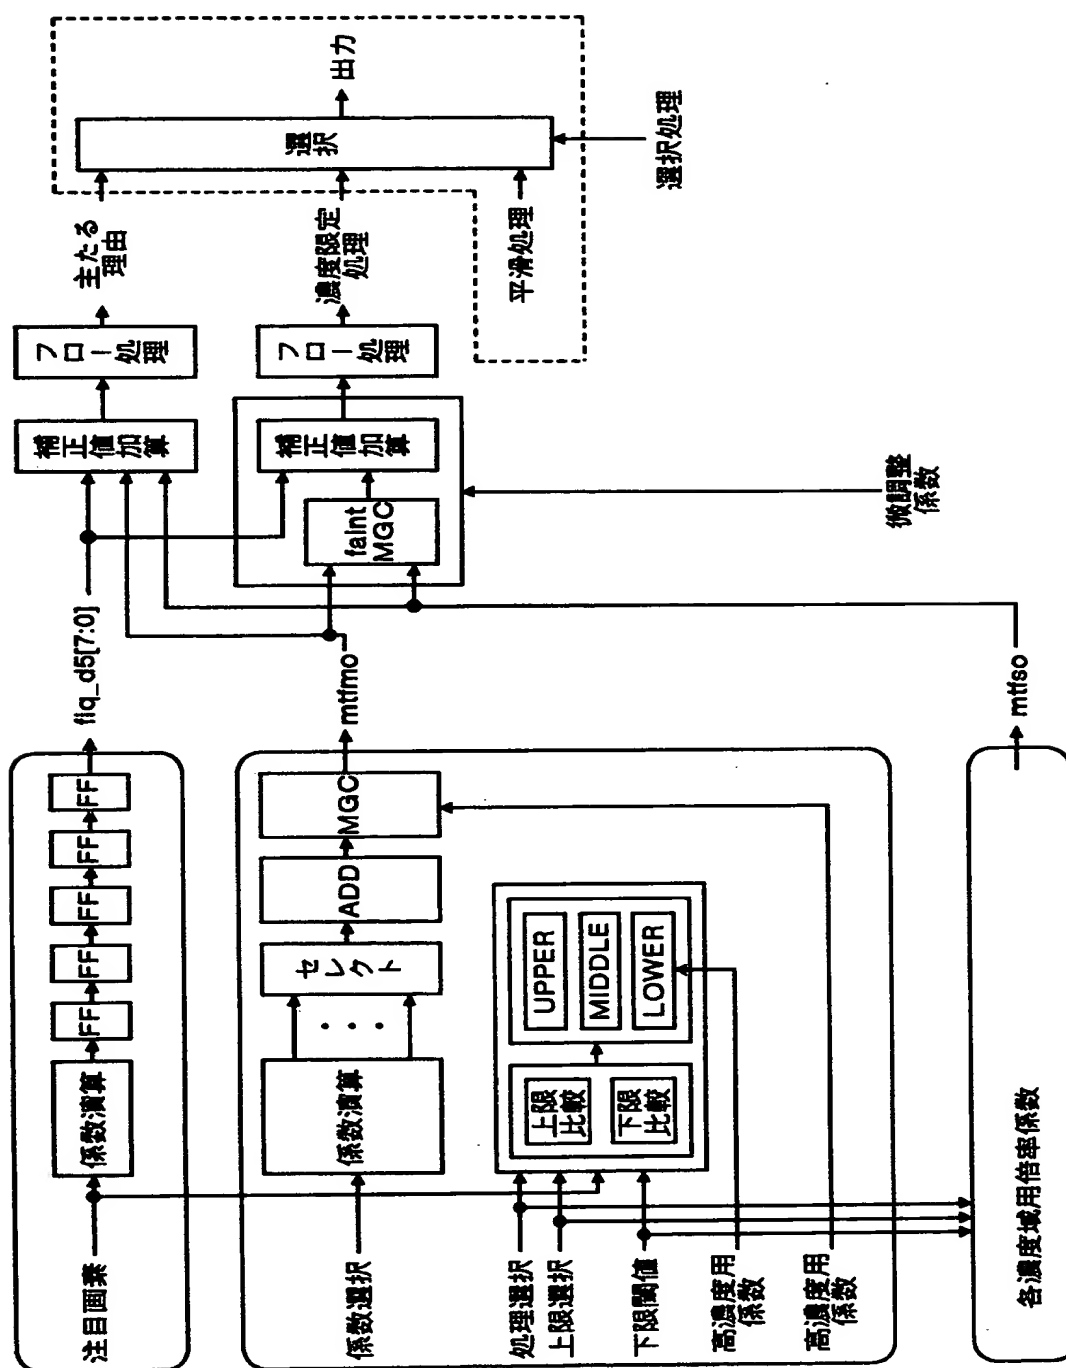 注目画素
係数演算
FF
FF
FF
FF
FF
fiq_d5[7:0]
補正値加算
フロー処理
主たる
理由
係数選択
係数演算
・・・
セレクト
ADD
MGC
mtfmo
faint
MGC
補正値加算
フロー処理
濃度限定
処理
選択
出力
処理選択
上限選択
下限閾値
上限
比較
下限
比較
UPPER
MIDDLE
LOWER
平滑処理
選択処理
高濃度用
係数
高濃度用
係数
微調整
係数
各濃度域用倍率係数
mtfso